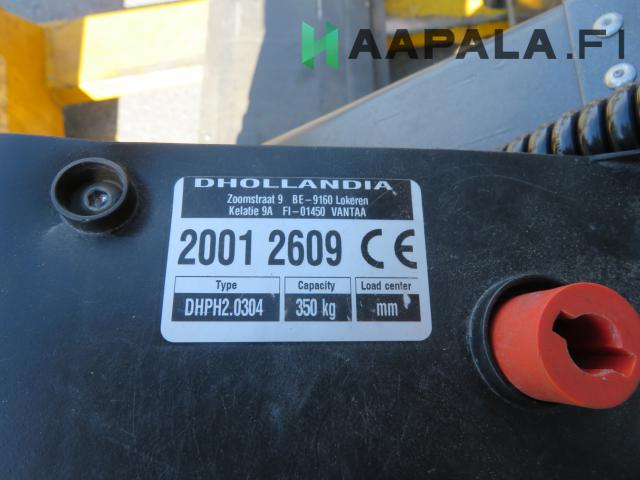 HAAPALA.FI
DHOLLANDIA
Zoomstraat 9 BE-9160 Lokeren
Kelatie 9A FI-01450 VANTAA
2001 2609 CE
Type Capacity Load center
DHPH2.0304 350 kg mm